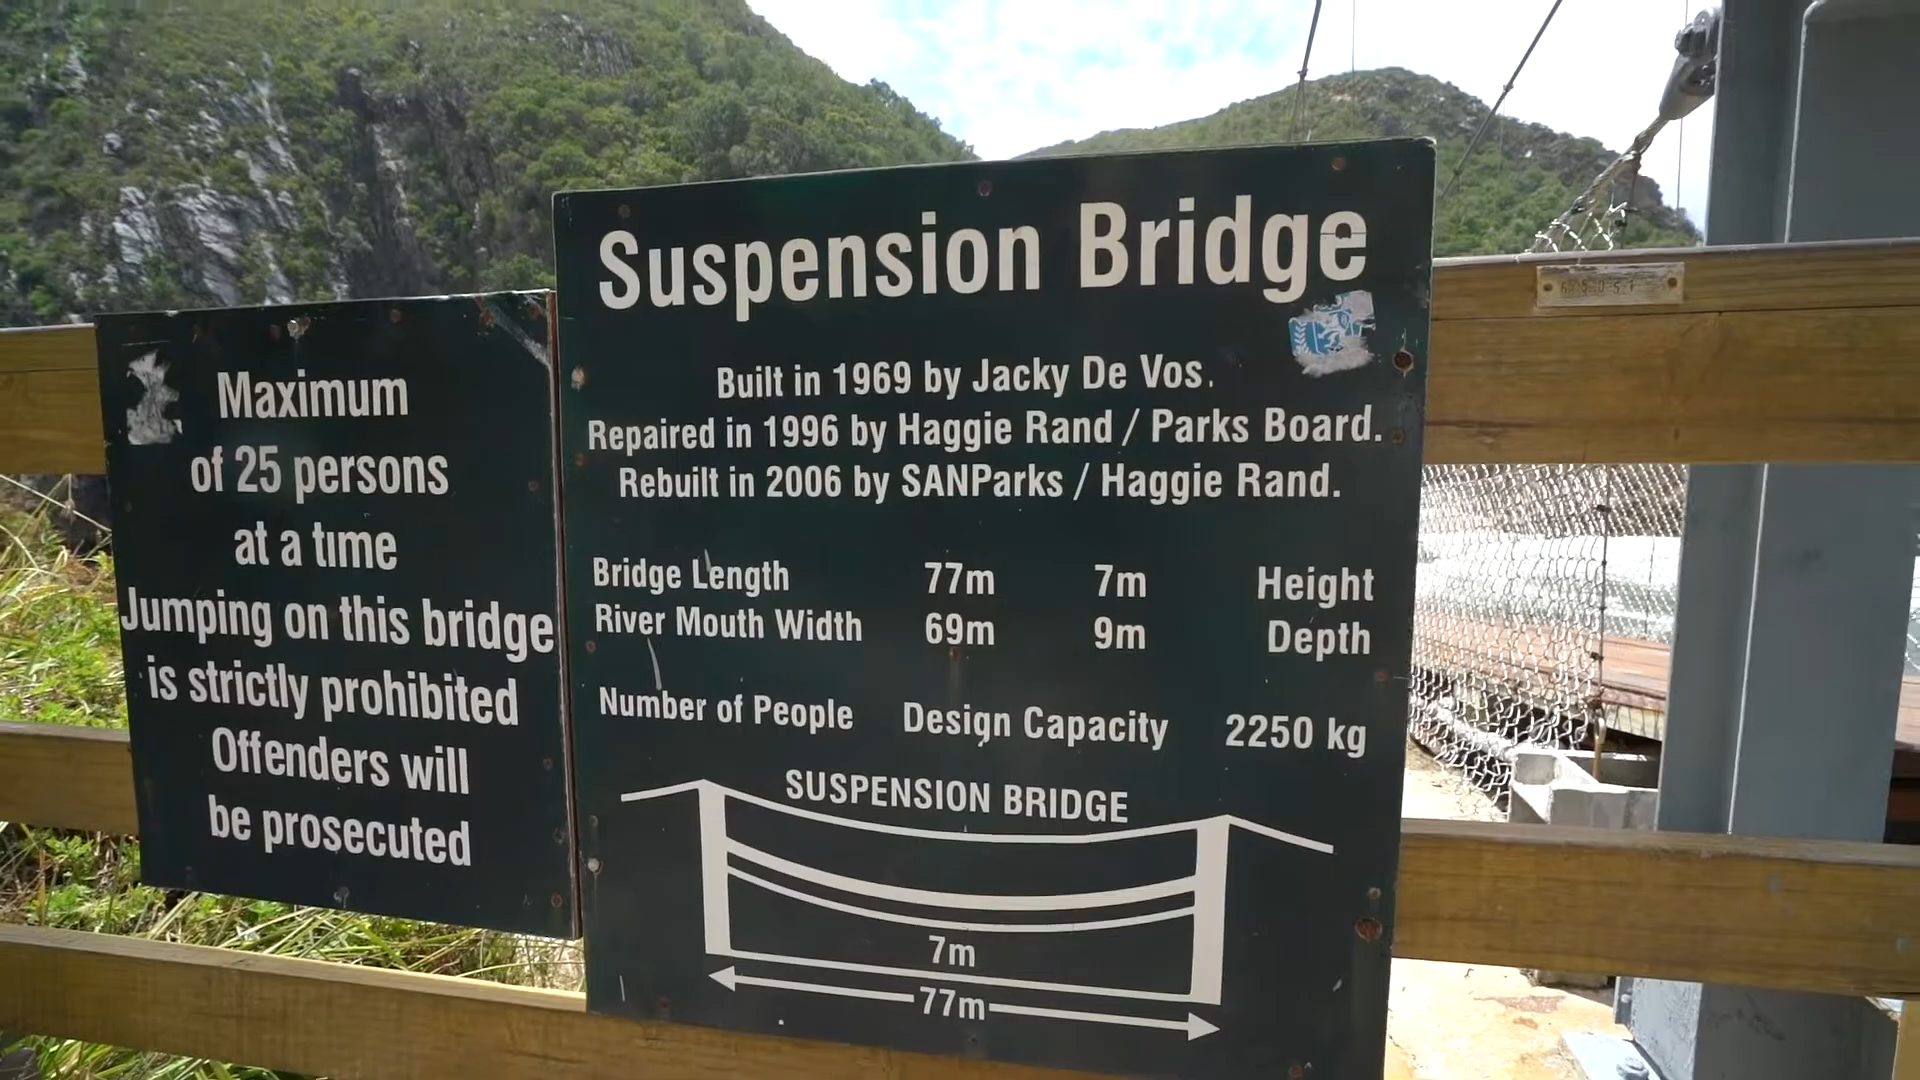 Maximum
of 25 persons
at a time
Jumping on this bridge
is strictly prohibited
Offenders will
be prosecuted
Suspension Bridge
Built in 1969 by Jacky De Vos.
Repaired in 1996 by Haggie Rand / Parks Board.
Rebuilt in 2006 by SANParks / Haggie Rand.
Bridge Length 77m 7m Height
River Mouth Width 69m 9m Depth
Number of People Design Capacity 2250 kg
SUSPENSION BRIDGE
7m
77m